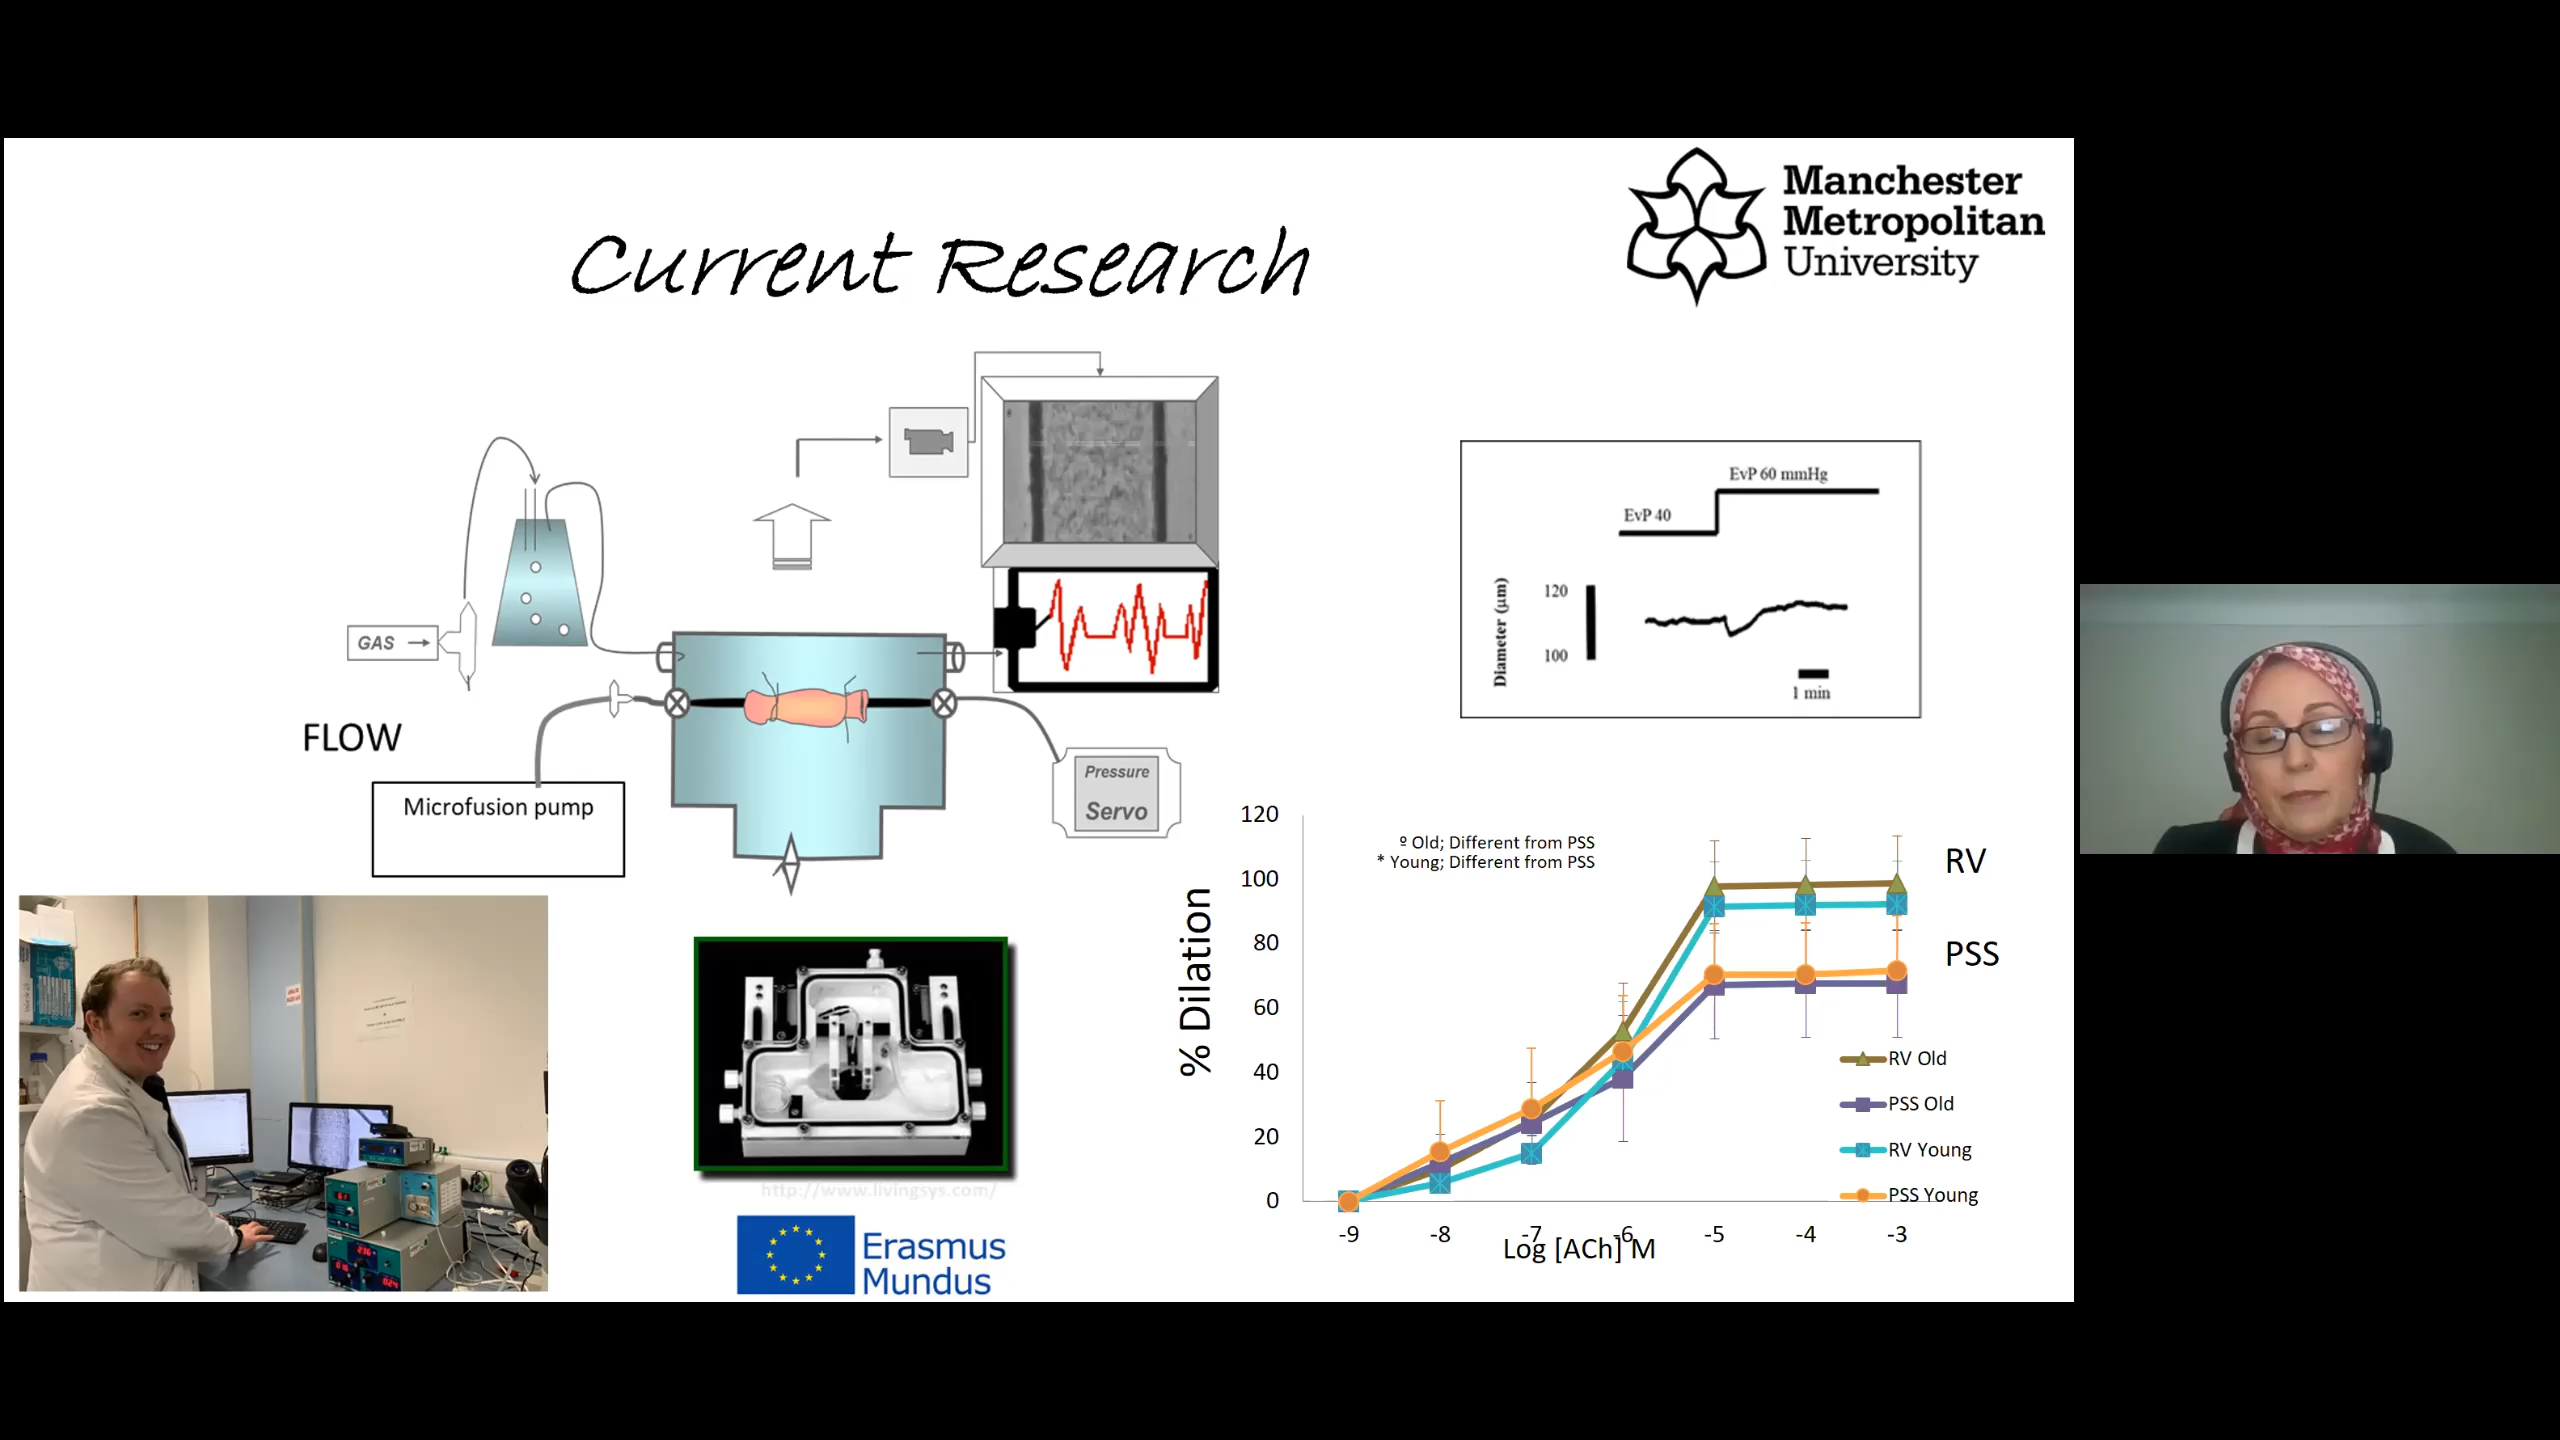 Manchester
Metropolitan
University
Current Research
EvP 60 mmHg
EvP 40
Diameter (μm)
120
100
1 min
GAS
FLOW
Microfusion pump
Pressure
Servo
http://www.livingsys.com/
Erasmus
Mundus
º Old; Different from PSS
* Young; Different from PSS
% Dilation
120
100
80
60
40
20
0
-9 -8 -7 -6 -5 -4 -3
Log [ACh] M
RV
PSS
RV Old
PSS Old
RV Young
PSS Young